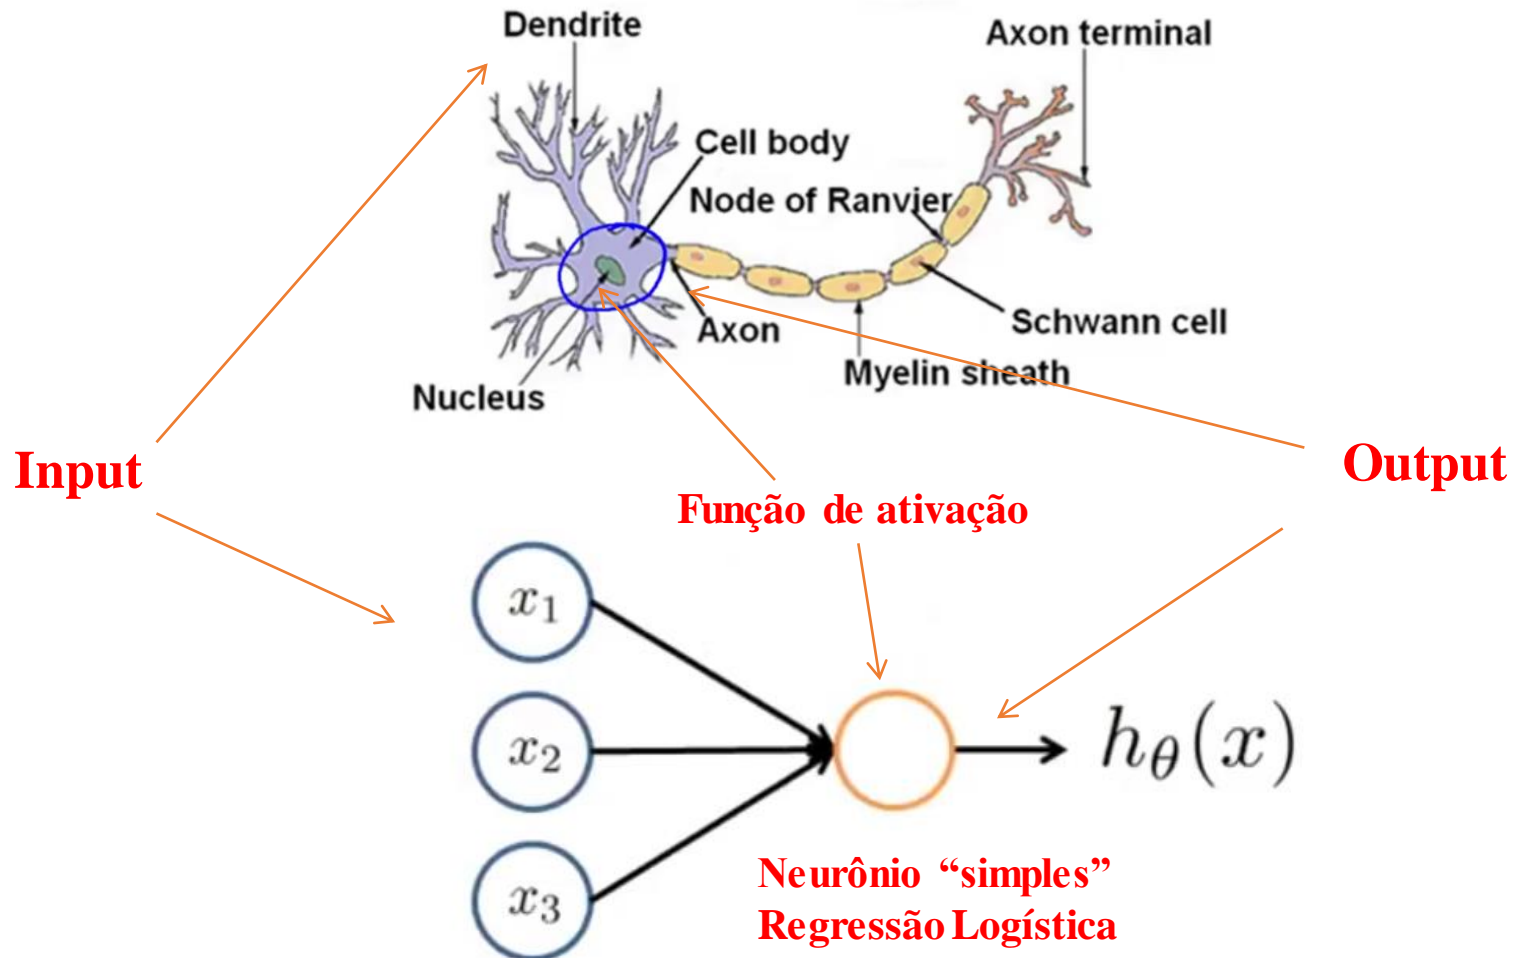 Dendrite
Axon terminal
Cell body
Node of Ranvier
Axon
Schwann cell
Myelin sheath
Nucleus
Input
Output
Função de ativação
x1
x2
hθ(x)
x3
Neurônio “simples”
Regressão Logística